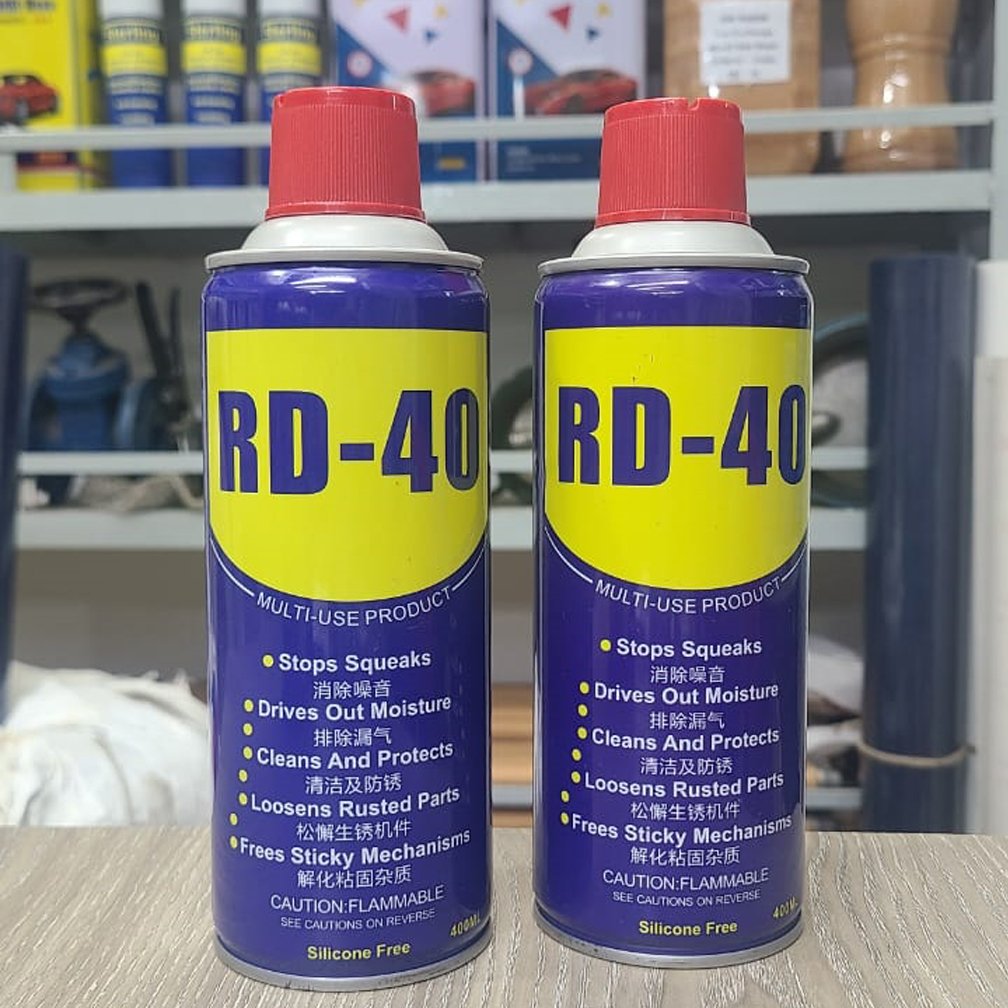 RD-40
MULTI-USE PRODUCT
Stops Squeaks
消除噪音
Drives Out Moisture
排除漏气
Cleans And Protects
清洁及防锈
Loosens Rusted Parts
松懈生锈机件
Frees Sticky Mechanisms
解化粘固杂质
CAUTION:FLAMMABLE
SEE CAUTIONS ON REVERSE
400ML
Silicone Free
RD-40
MULTI-USE PRODUCT
Stops Squeaks
消除噪音
Drives Out Moisture
排除漏气
Cleans And Protects
清洁及防锈
Loosens Rusted Parts
松懈生锈机件
Frees Sticky Mechanisms
解化粘固杂质
CAUTION:FLAMMABLE
SEE CAUTIONS ON REVERSE
400ML
Silicone Free